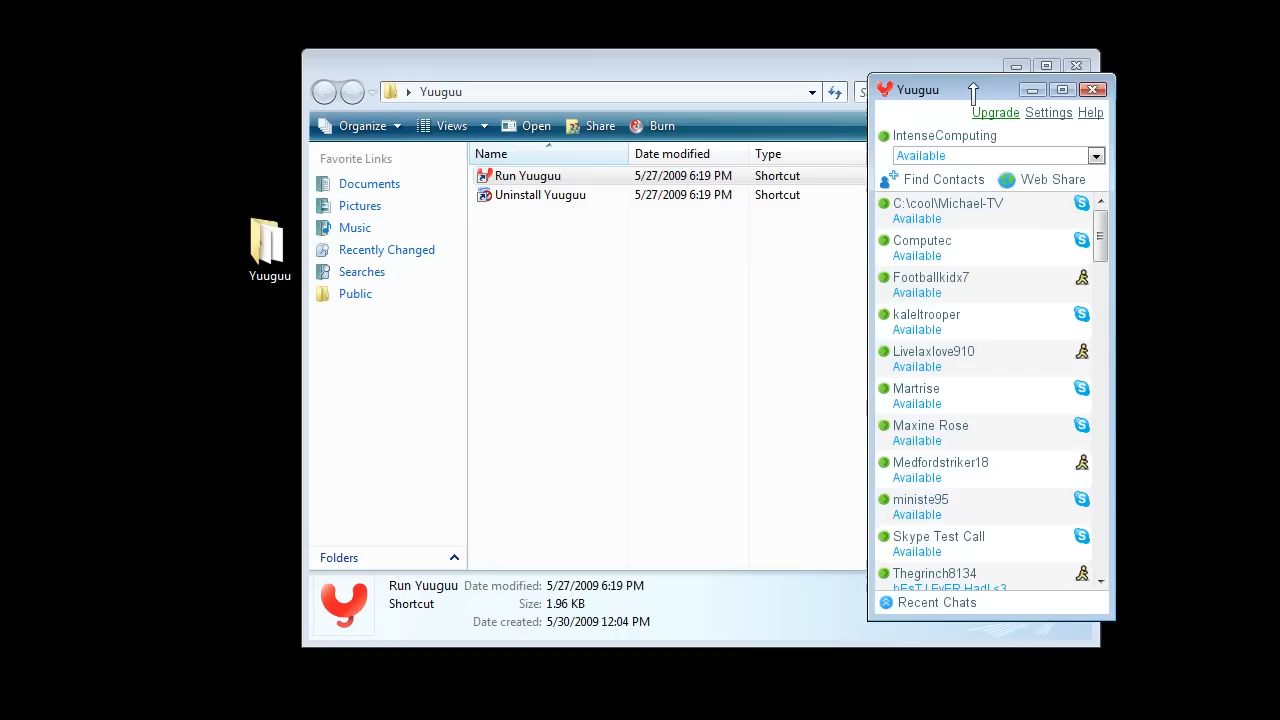 Yuuguu
Yuuguu
Organize
Views
Open
Share
Burn
Favorite Links
Documents
Pictures
Music
Recently Changed
Searches
Public
Folders
Name
Date modified
Type
Run Yuuguu
5/27/2009 6:19 PM
Shortcut
Uninstall Yuuguu
5/27/2009 6:19 PM
Shortcut
Run Yuuguu
Date modified: 5/27/2009 6:19 PM
Shortcut
Size: 1.96 KB
Date created: 5/30/2009 12:04 PM
Yuuguu
Upgrade Settings Help
IntenseComputing
Available
Find Contacts Web Share
C:\cool\Michael-TV
Available
Computec
Available
Footballkidx7
Available
kaleltrooper
Available
Livelaxlove910
Available
Martrise
Available
Maxine Rose
Available
Medfordstriker18
Available
ministe95
Available
Skype Test Call
Available
Thegrinch8134
Recent Chats